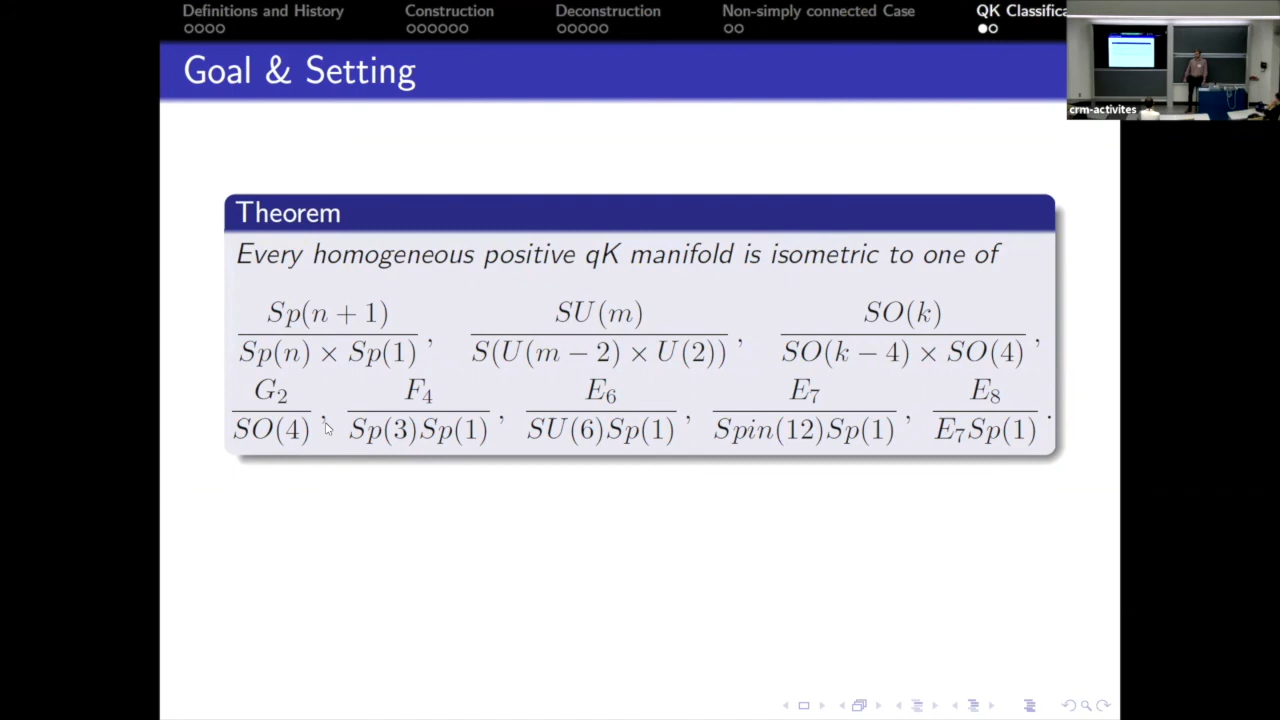 Definitions and History Construction Deconstruction Non-simply connected Case QK Classifica
Goal & Setting
crm-activites
Theorem
Every homogeneous positive qK manifold is isometric to one of
Sp(n + 1) / Sp(n) × Sp(1), SU(m) / S(U(m − 2) × U(2)), SO(k) / SO(k − 4) × SO(4),
G₂ / SO(4), F₄ / Sp(3)Sp(1), E₆ / SU(6)Sp(1), E₇ / Spin(12)Sp(1), E₈ / E₇Sp(1).